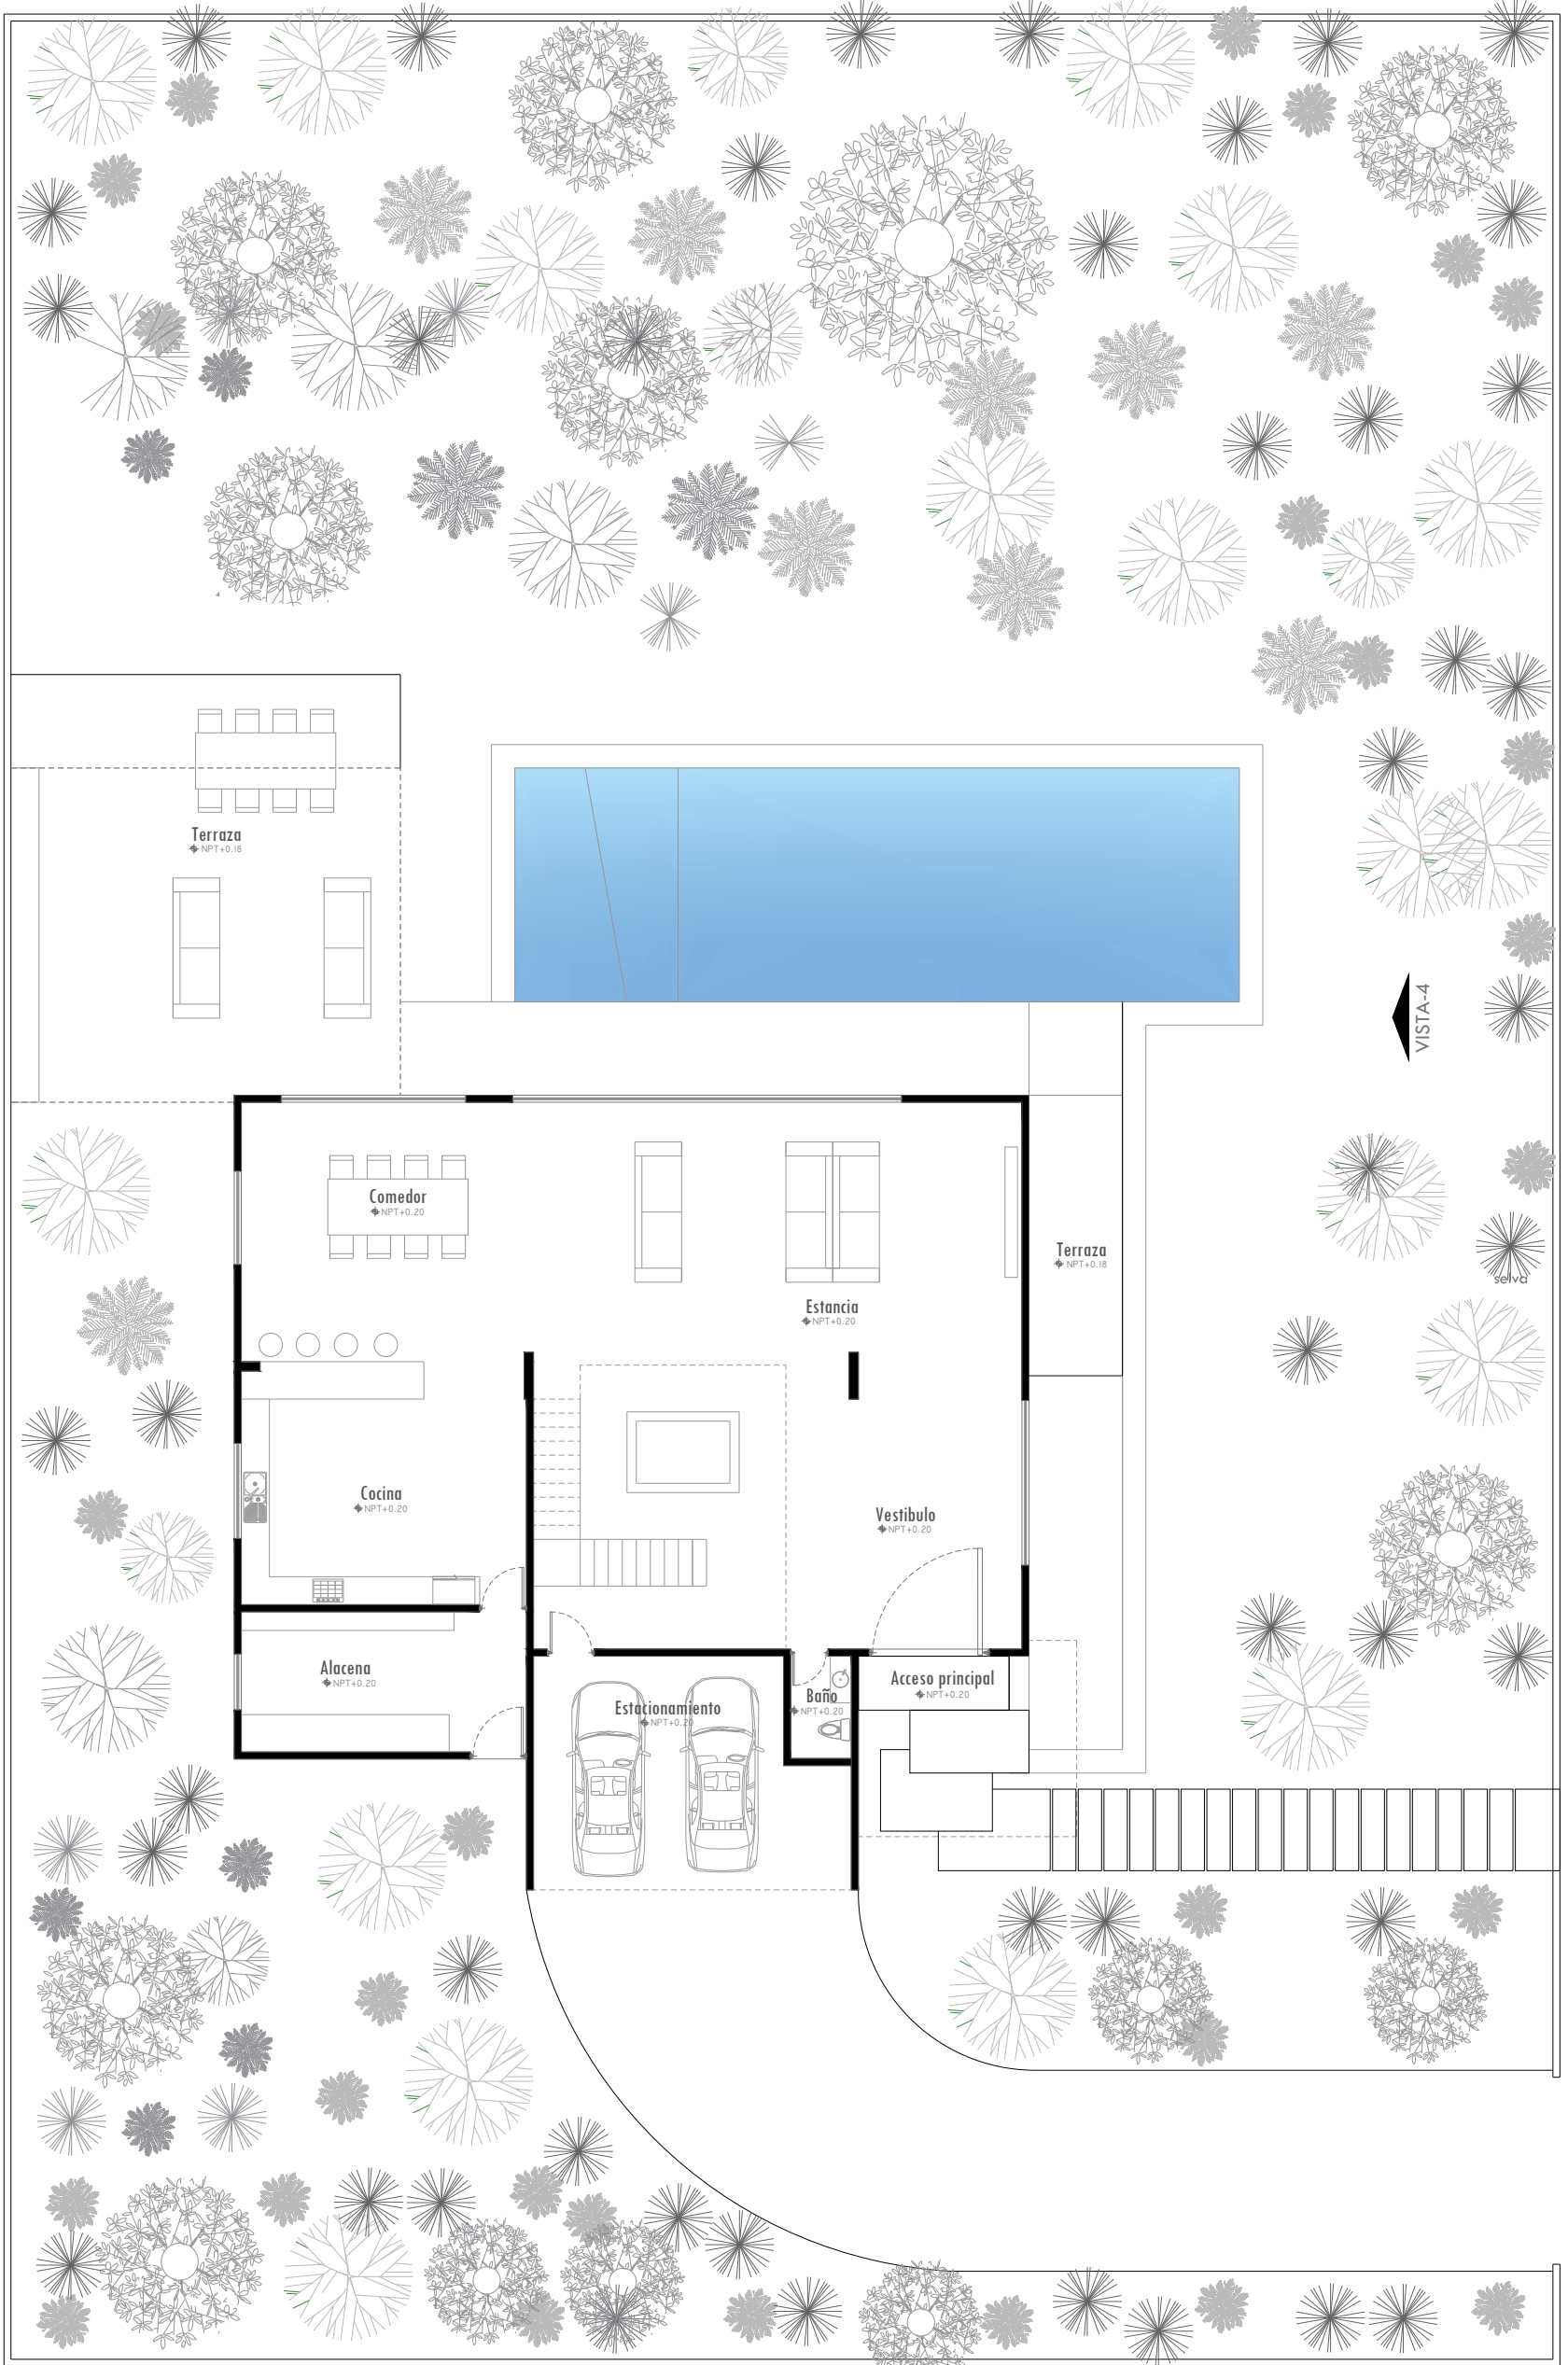 Terraza
NPT+0.18
VISTA-4
Comedor
NPT+0.20
Terraza
NPT+0.18
selva
Estancia
NPT+0.20
Cocina
NPT+0.20
Vestibulo
NPT+0.20
Alacena
NPT+0.20
Estacionamiento
NPT+0.20
Baño
NPT+0.20
Acceso principal
NPT+0.20